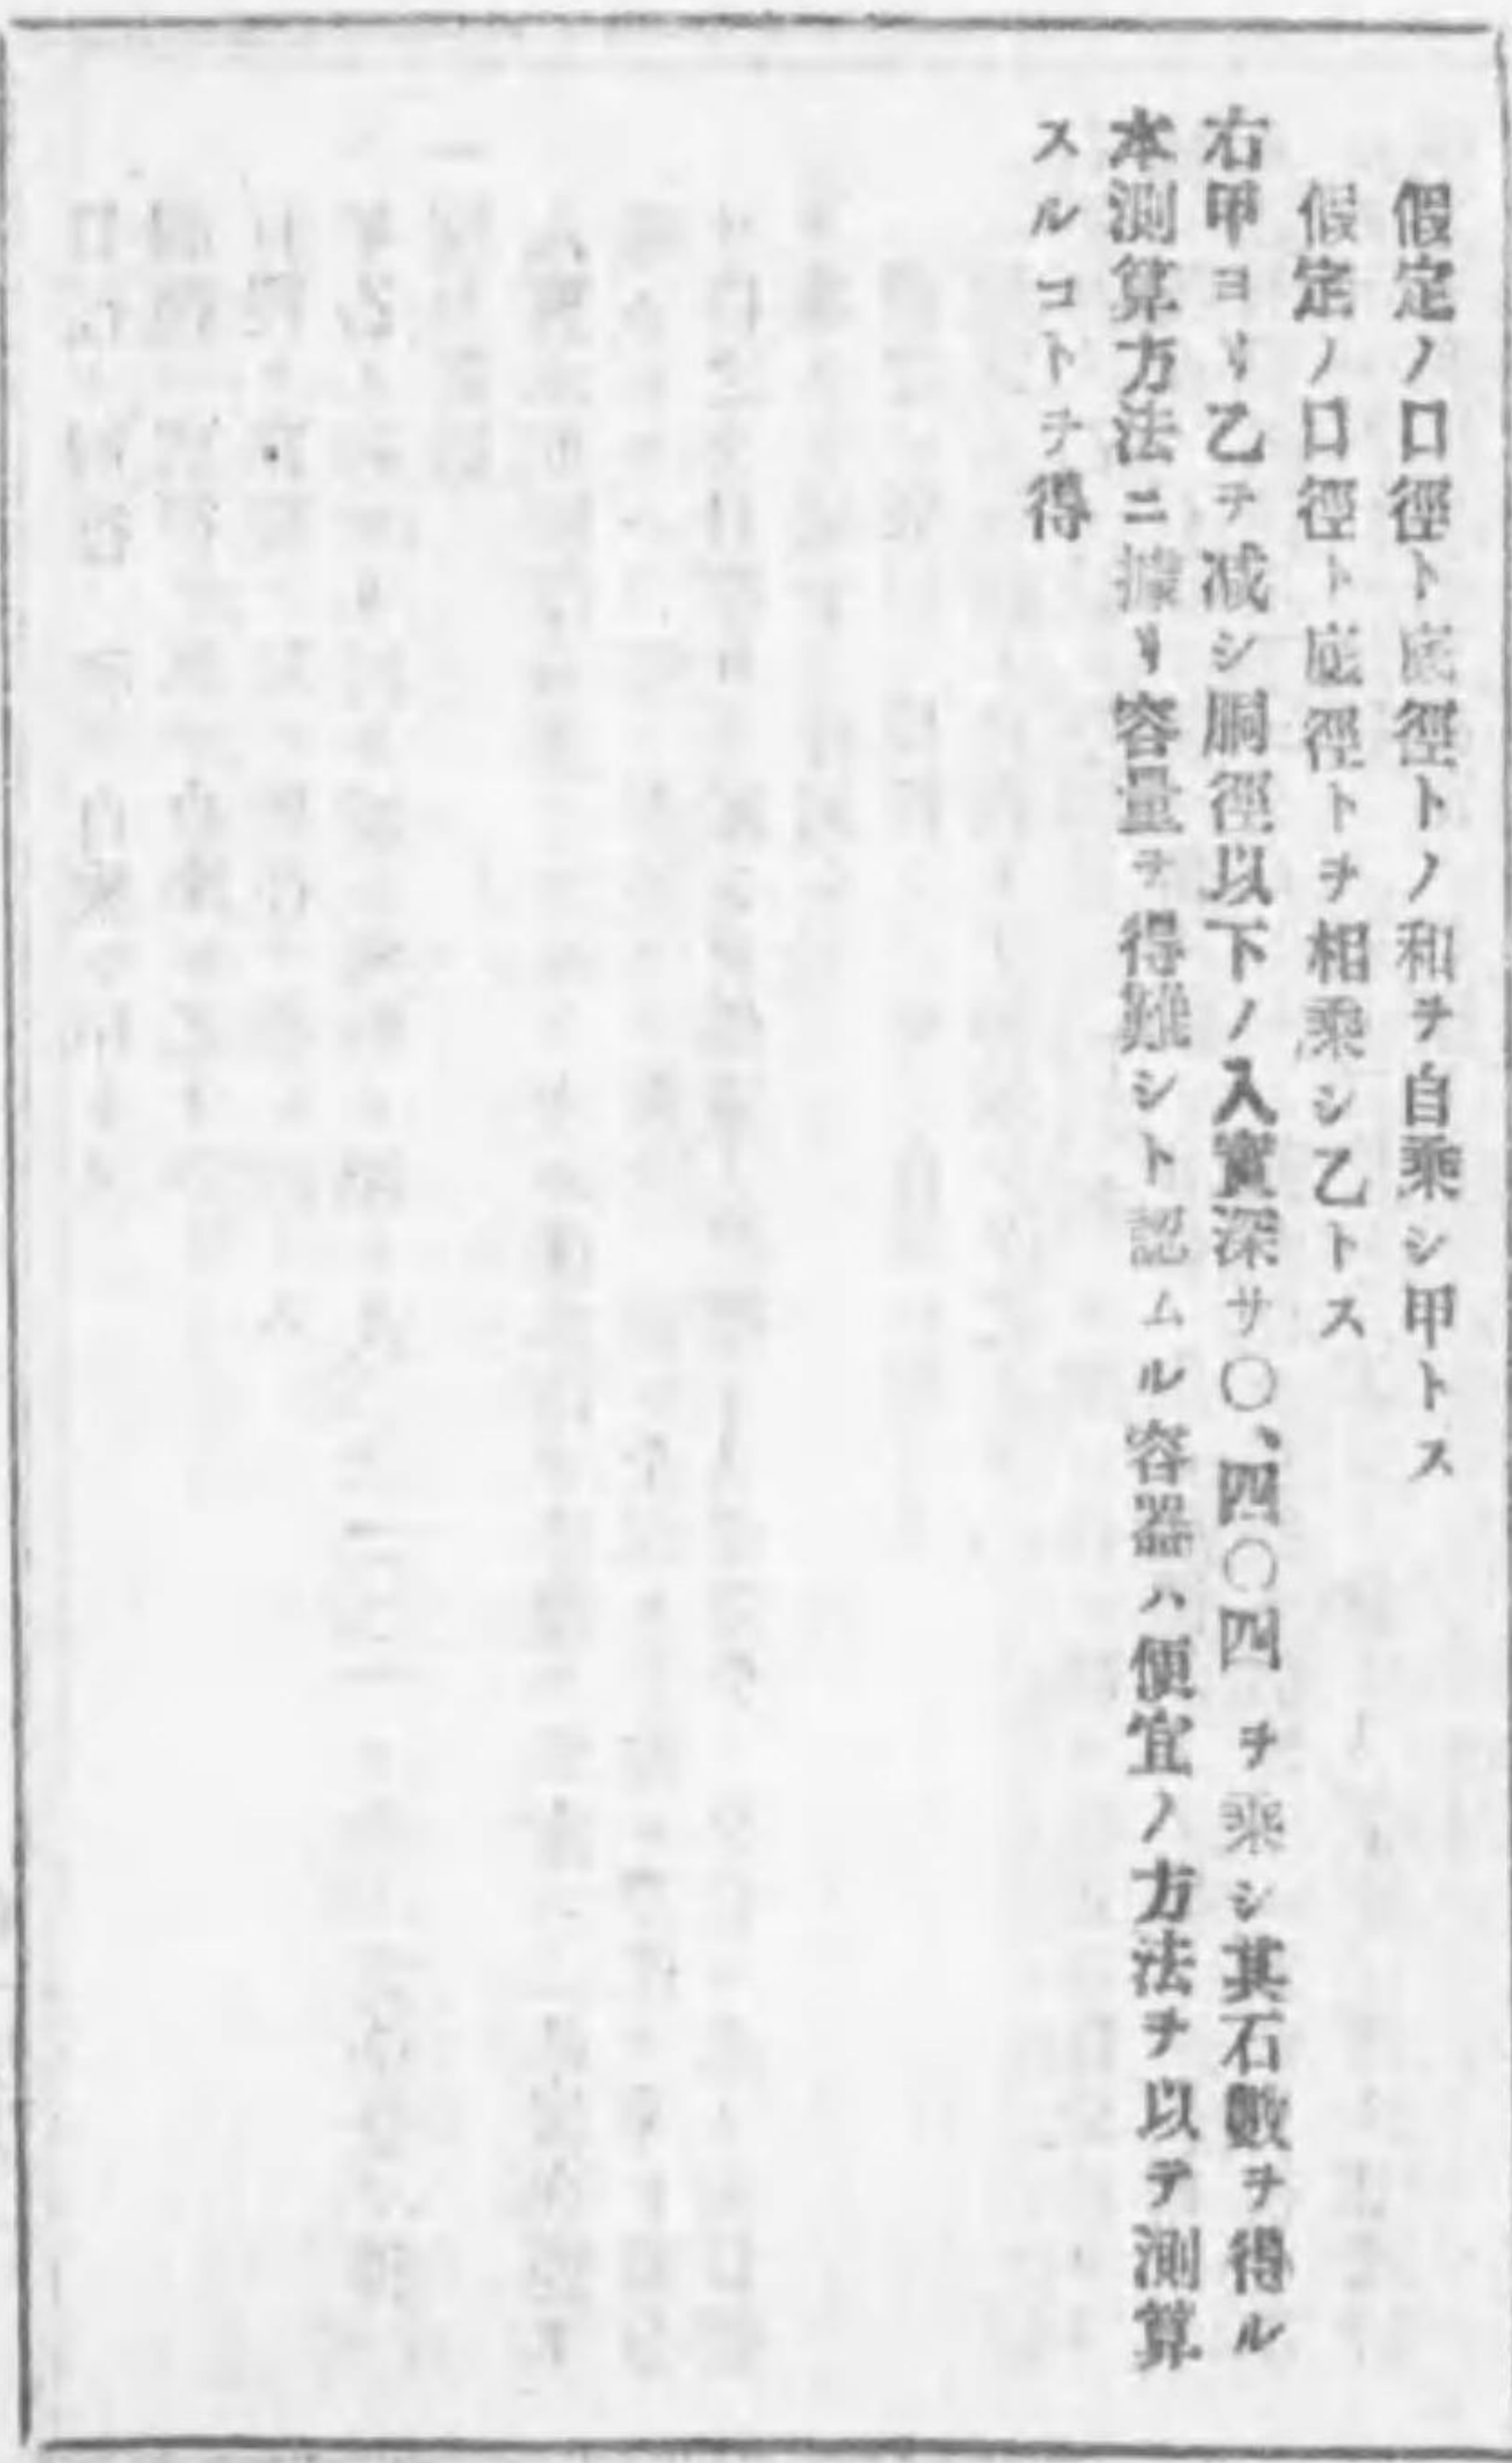 假定ノ口徑ト底徑トノ和ヲ自乘シ甲トス
假定ノ口徑ト底徑トヲ相乘シ乙トス
右甲ヨリ乙ヲ减シ胴徑以下ノ入實深サ〇、四〇四ヲ乘シ其石數ヲ得ル
本測算方法ニ據リ容量ヲ得難シト認ムル容器ハ便宜ノ方法ヲ以テ測算
スルコトヲ得